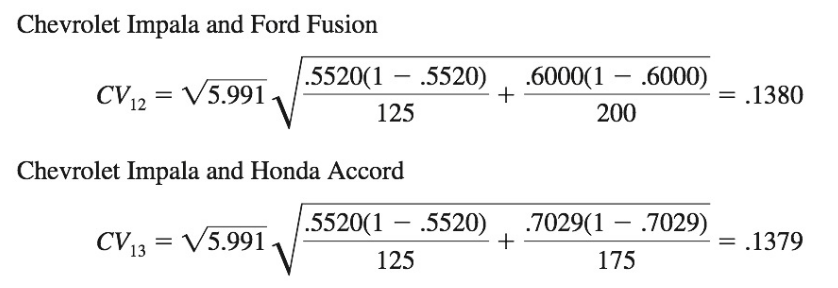 Chevrolet Impala and Ford Fusion
CV₁₂ = √5.991 √(.5520(1 − .5520)/125 + .6000(1 − .6000)/200) = .1380
Chevrolet Impala and Honda Accord
CV₁₃ = √5.991 √(.5520(1 − .5520)/125 + .7029(1 − .7029)/175) = .1379